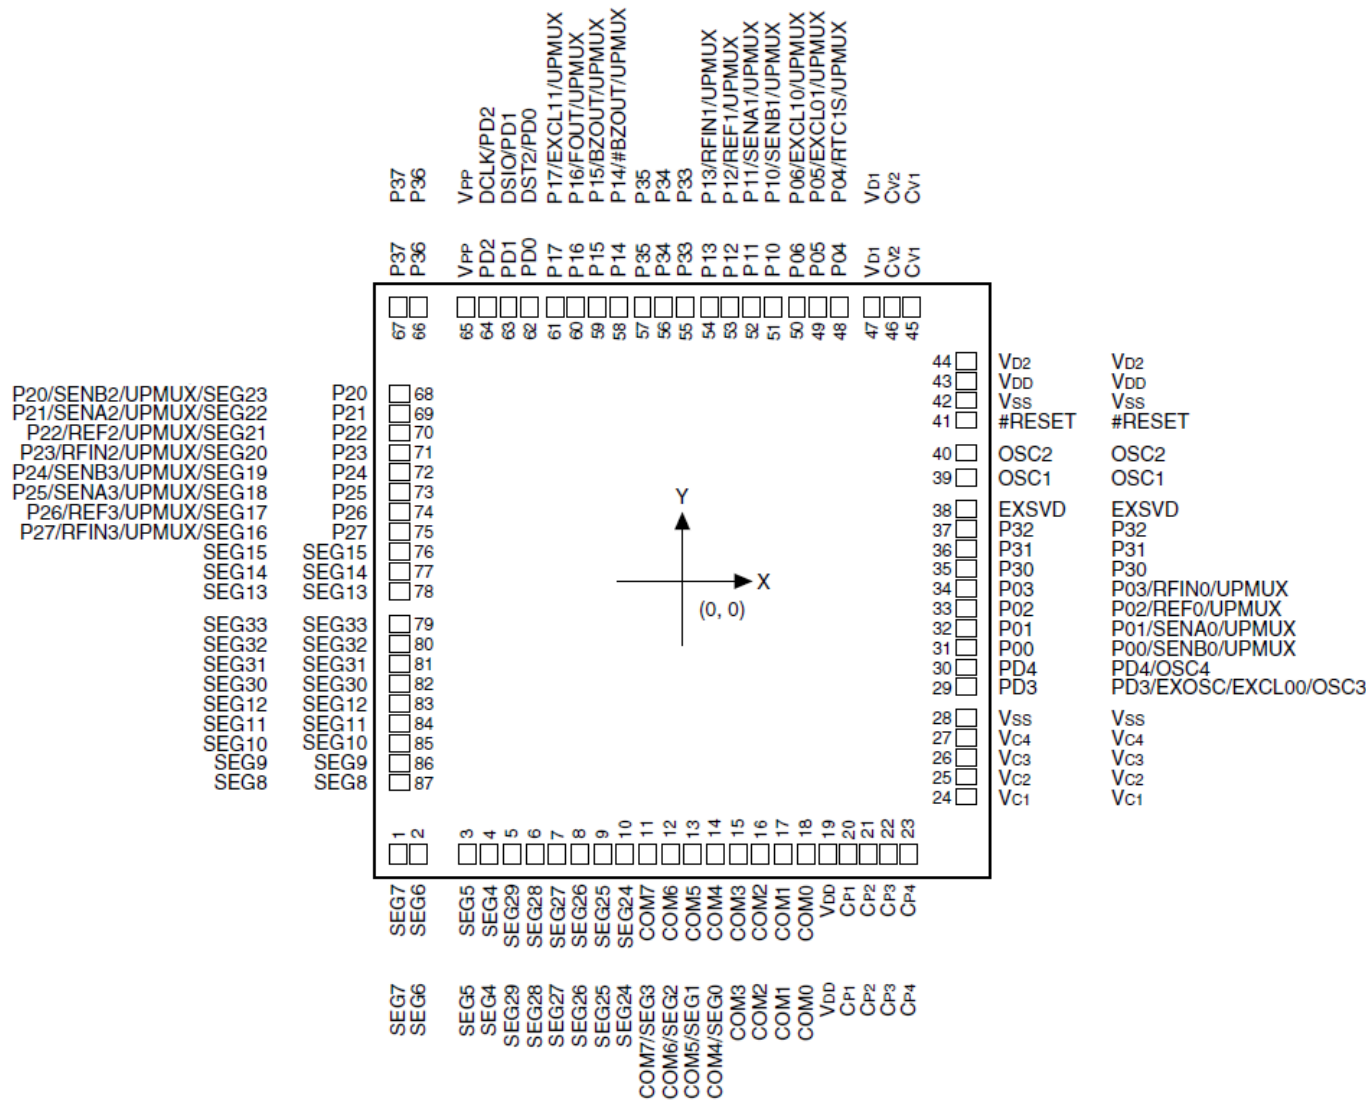 P37
P36
VPP
DCLK/PD2
DSIO/PD1
DST2/PD0
P17/EXCL11/UPMUX
P16/FOUT/UPMUX
P15/BZOUT/UPMUX
P14/#BZOUT/UPMUX
P35
P34
P33
P13/RFIN1/UPMUX
P12/REF1/UPMUX
P11/SENA1/UPMUX
P10/SENB1/UPMUX
P06/EXCL10/UPMUX
P05/EXCL01/UPMUX
P04/RTC1S/UPMUX
VD1
CV2
CV1
P37
P36
VPP
PD2
PD1
PD0
P17
P16
P15
P14
P35
P34
P33
P13
P12
P11
P10
P06
P05
P04
VD1
CV2
CV1
67
66
65
64
63
62
61
60
59
58
57
56
55
54
53
52
51
50
49
48
47
46
45
P20/SENB2/UPMUX/SEG23 P20 68
P21/SENA2/UPMUX/SEG22 P21 69
P22/REF2/UPMUX/SEG21 P22 70
P23/RFIN2/UPMUX/SEG20 P23 71
P24/SENB3/UPMUX/SEG19 P24 72
P25/SENA3/UPMUX/SEG18 P25 73
P26/REF3/UPMUX/SEG17 P26 74
P27/RFIN3/UPMUX/SEG16 P27 75
SEG15 SEG15 76
SEG14 SEG14 77
SEG13 SEG13 78
SEG33 SEG33 79
SEG32 SEG32 80
SEG31 SEG31 81
SEG30 SEG30 82
SEG12 SEG12 83
SEG11 SEG11 84
SEG10 SEG10 85
SEG9 SEG9 86
SEG8 SEG8 87
Y
X
(0, 0)
44 VD2 VD2
43 VDD VDD
42 VSS VSS
41 #RESET #RESET
40 OSC2 OSC2
39 OSC1 OSC1
38 EXSVD EXSVD
37 P32 P32
36 P31 P31
35 P30 P30
34 P03 P03/RFIN0/UPMUX
33 P02 P02/REF0/UPMUX
32 P01 P01/SENA0/UPMUX
31 P00 P00/SENB0/UPMUX
30 PD4 PD4/OSC4
29 PD3 PD3/EXOSC/EXCL00/OSC3
28 VSS VSS
27 VC4 VC4
26 VC3 VC3
25 VC2 VC2
24 VC1 VC1
1
2
3
4
5
6
7
8
9
10
11
12
13
14
15
16
17
18
19
20
21
22
23
SEG7
SEG6
SEG5
SEG4
SEG29
SEG28
SEG27
SEG26
SEG25
SEG24
COM7
COM6
COM5
COM4
COM3
COM2
COM1
COM0
VDD
CP1
CP2
CP3
CP4
SEG7
SEG6
SEG5
SEG4
SEG29
SEG28
SEG27
SEG26
SEG25
SEG24
COM7/SEG3
COM6/SEG2
COM5/SEG1
COM4/SEG0
COM3
COM2
COM1
COM0
VDD
CP1
CP2
CP3
CP4